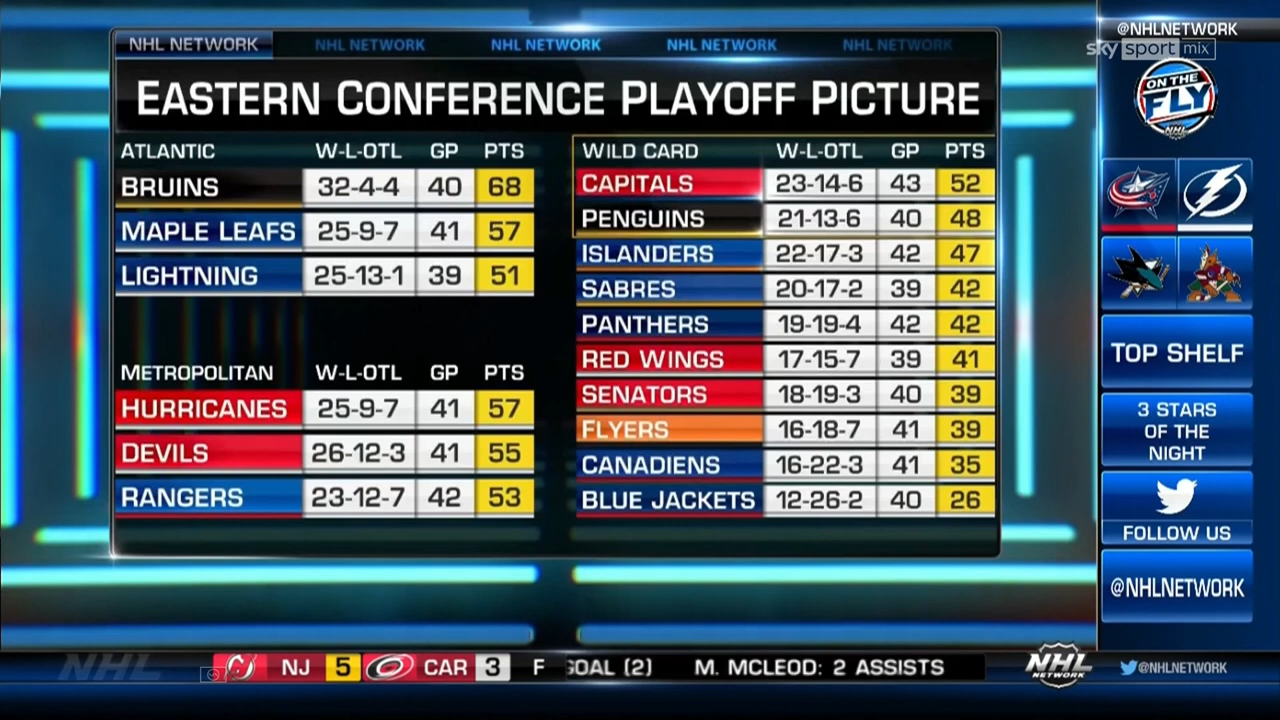 NHL NETWORK NHL NETWORK NHL NETWORK NHL NETWORK NHL NETWORK
EASTERN CONFERENCE PLAYOFF PICTURE
ATLANTIC W-L-OTL GP PTS
BRUINS 32-4-4 40 68
MAPLE LEAFS 25-9-7 41 57
LIGHTNING 25-13-1 39 51
METROPOLITAN W-L-OTL GP PTS
HURRICANES 25-9-7 41 57
DEVILS 26-12-3 41 55
RANGERS 23-12-7 42 53
WILD CARD W-L-OTL GP PTS
CAPITALS 23-14-6 43 52
PENGUINS 21-13-6 40 48
ISLANDERS 22-17-3 42 47
SABRES 20-17-2 39 42
PANTHERS 19-19-4 42 42
RED WINGS 17-15-7 39 41
SENATORS 18-19-3 40 39
FLYERS 16-18-7 41 39
CANADIENS 16-22-3 41 35
BLUE JACKETS 12-26-2 40 26
@NHLNETWORK
sky sport mix
ON THE
FLY
NHL
TOP SHELF
3 STARS
OF THE
NIGHT
FOLLOW US
@NHLNETWORK
NHL NJ 5 CAR 3 F GOAL (2) M. MCLEOD: 2 ASSISTS NHL NETWORK @NHLNETWORK